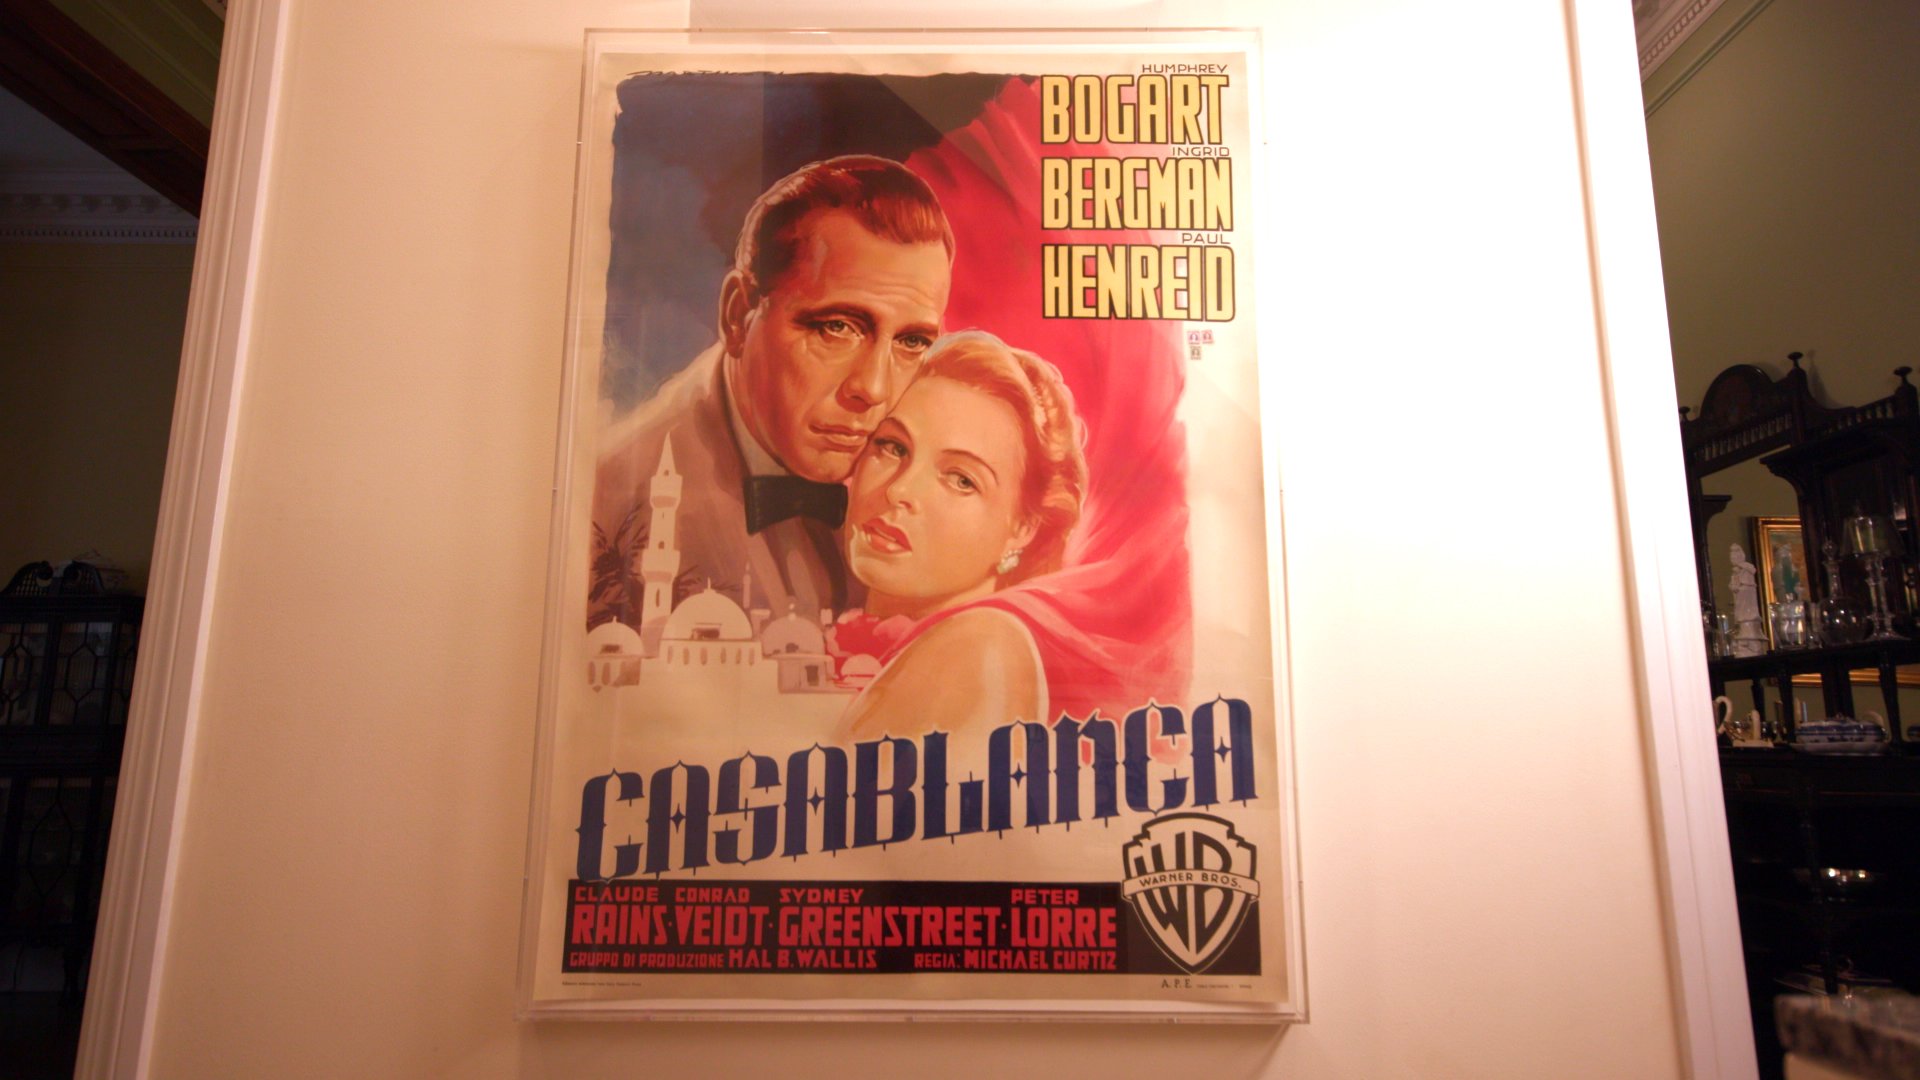 HUMPHREY
BOGART
INGRID
BERGMAN
PAUL
HENREID
CASABLANCA
WARNER BROS.
WB
CLAUDE CONRAD SYDNEY PETER
RAINS · VEIDT · GREENSTREET · LORRE
GRUPPO DI PRODUZIONE HAL B. WALLIS REGIA: MICHAEL CURTIZ
A.P.E.